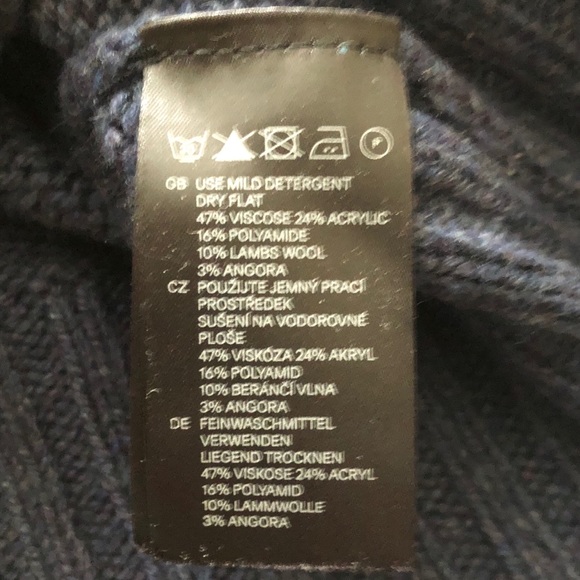 GB USE MILD DETERGENT
DRY FLAT
47% VISCOSE 24% ACRYLIC
16% POLYAMIDE
10% LAMBS WOOL
3% ANGORA
CZ POUŽIJTE JEMNÝ PRACÍ
PROSTŘEDEK
SUŠENÍ NA VODOROVNÉ
PLOŠE
47% VISKÓZA 24% AKRYL
16% POLYAMID
10% BERÁNČÍ VLNA
3% ANGORA
DE FEINWASCHMITTEL
VERWENDEN
LIEGEND TROCKNEN
47% VISKOSE 24% ACRYL
16% POLYAMID
10% LAMMWOLLE
3% ANGORA